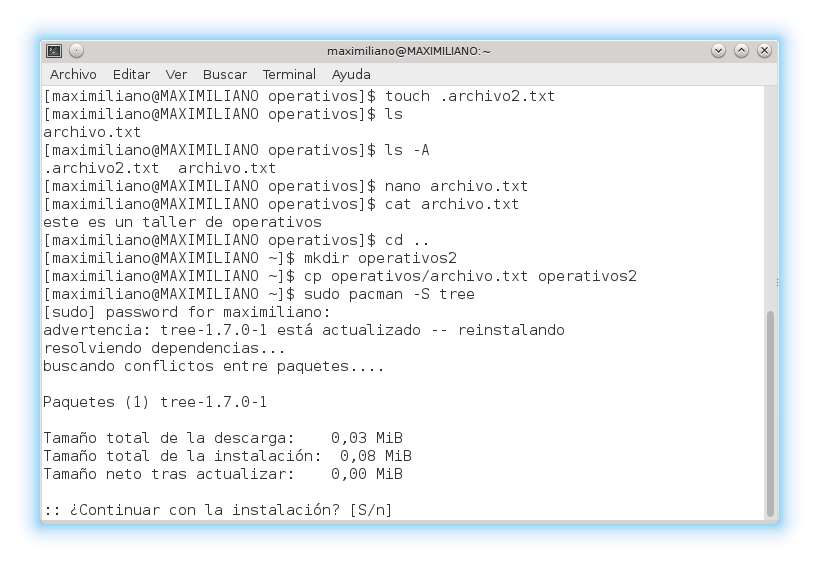 maximiliano@MAXIMILIANO:~
Archivo Editar Ver Buscar Terminal Ayuda
[maximiliano@MAXIMILIANO operativos]$ touch .archivo2.txt
[maximiliano@MAXIMILIANO operativos]$ ls
archivo.txt
[maximiliano@MAXIMILIANO operativos]$ ls -A
.archivo2.txt  archivo.txt
[maximiliano@MAXIMILIANO operativos]$ nano archivo.txt
[maximiliano@MAXIMILIANO operativos]$ cat archivo.txt
este es un taller de operativos
[maximiliano@MAXIMILIANO operativos]$ cd ..
[maximiliano@MAXIMILIANO ~]$ mkdir operativos2
[maximiliano@MAXIMILIANO ~]$ cp operativos/archivo.txt operativos2
[maximiliano@MAXIMILIANO ~]$ sudo pacman -S tree
[sudo] password for maximiliano:
advertencia: tree-1.7.0-1 está actualizado -- reinstalando
resolviendo dependencias...
buscando conflictos entre paquetes....
Paquetes (1) tree-1.7.0-1
Tamaño total de la descarga:    0,03 MiB
Tamaño total de la instalación:  0,08 MiB
Tamaño neto tras actualizar:    0,00 MiB
:: ¿Continuar con la instalación? [S/n]